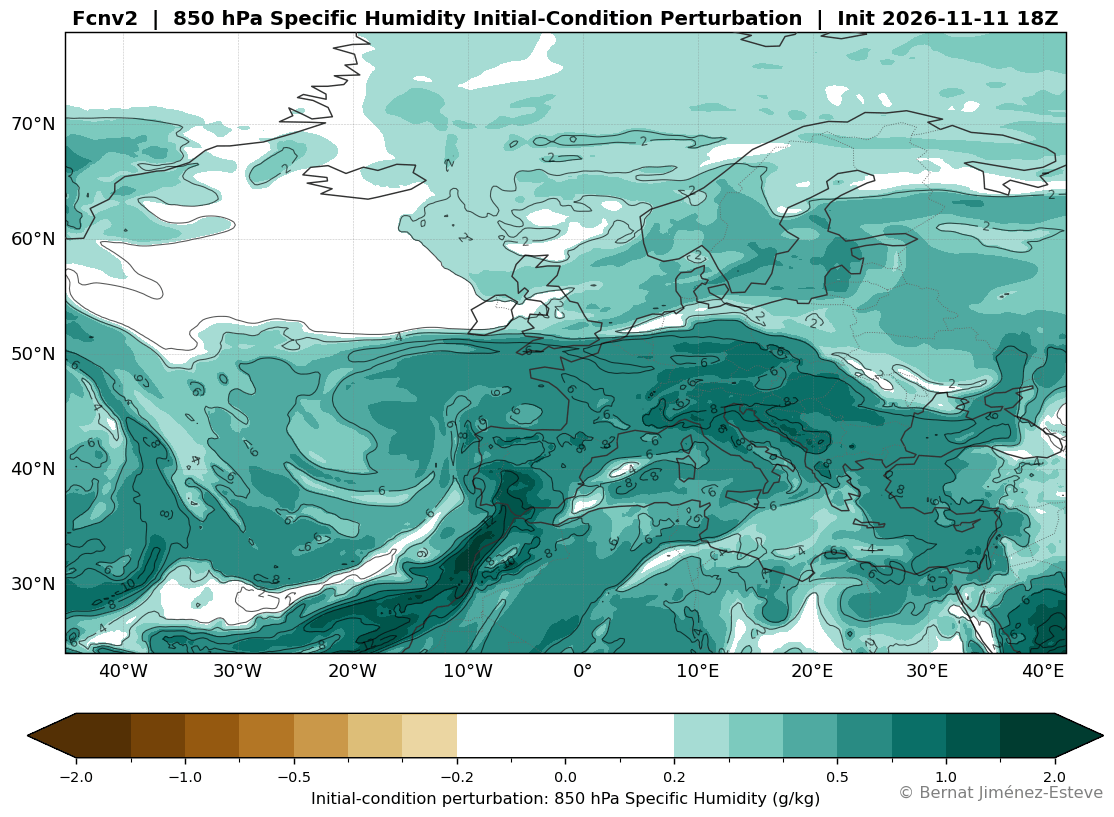 Fcnv2 | 850 hPa Specific Humidity Initial-Condition Perturbation | Init 2026-11-11 18Z
70°N
60°N
50°N
40°N
30°N
40°W 30°W 20°W 10°W 0° 10°E 20°E 30°E 40°E
−2.0 −1.0 −0.5 −0.2 0.0 0.2 0.5 1.0 2.0
Initial-condition perturbation: 850 hPa Specific Humidity (g/kg)
© Bernat Jiménez-Esteve